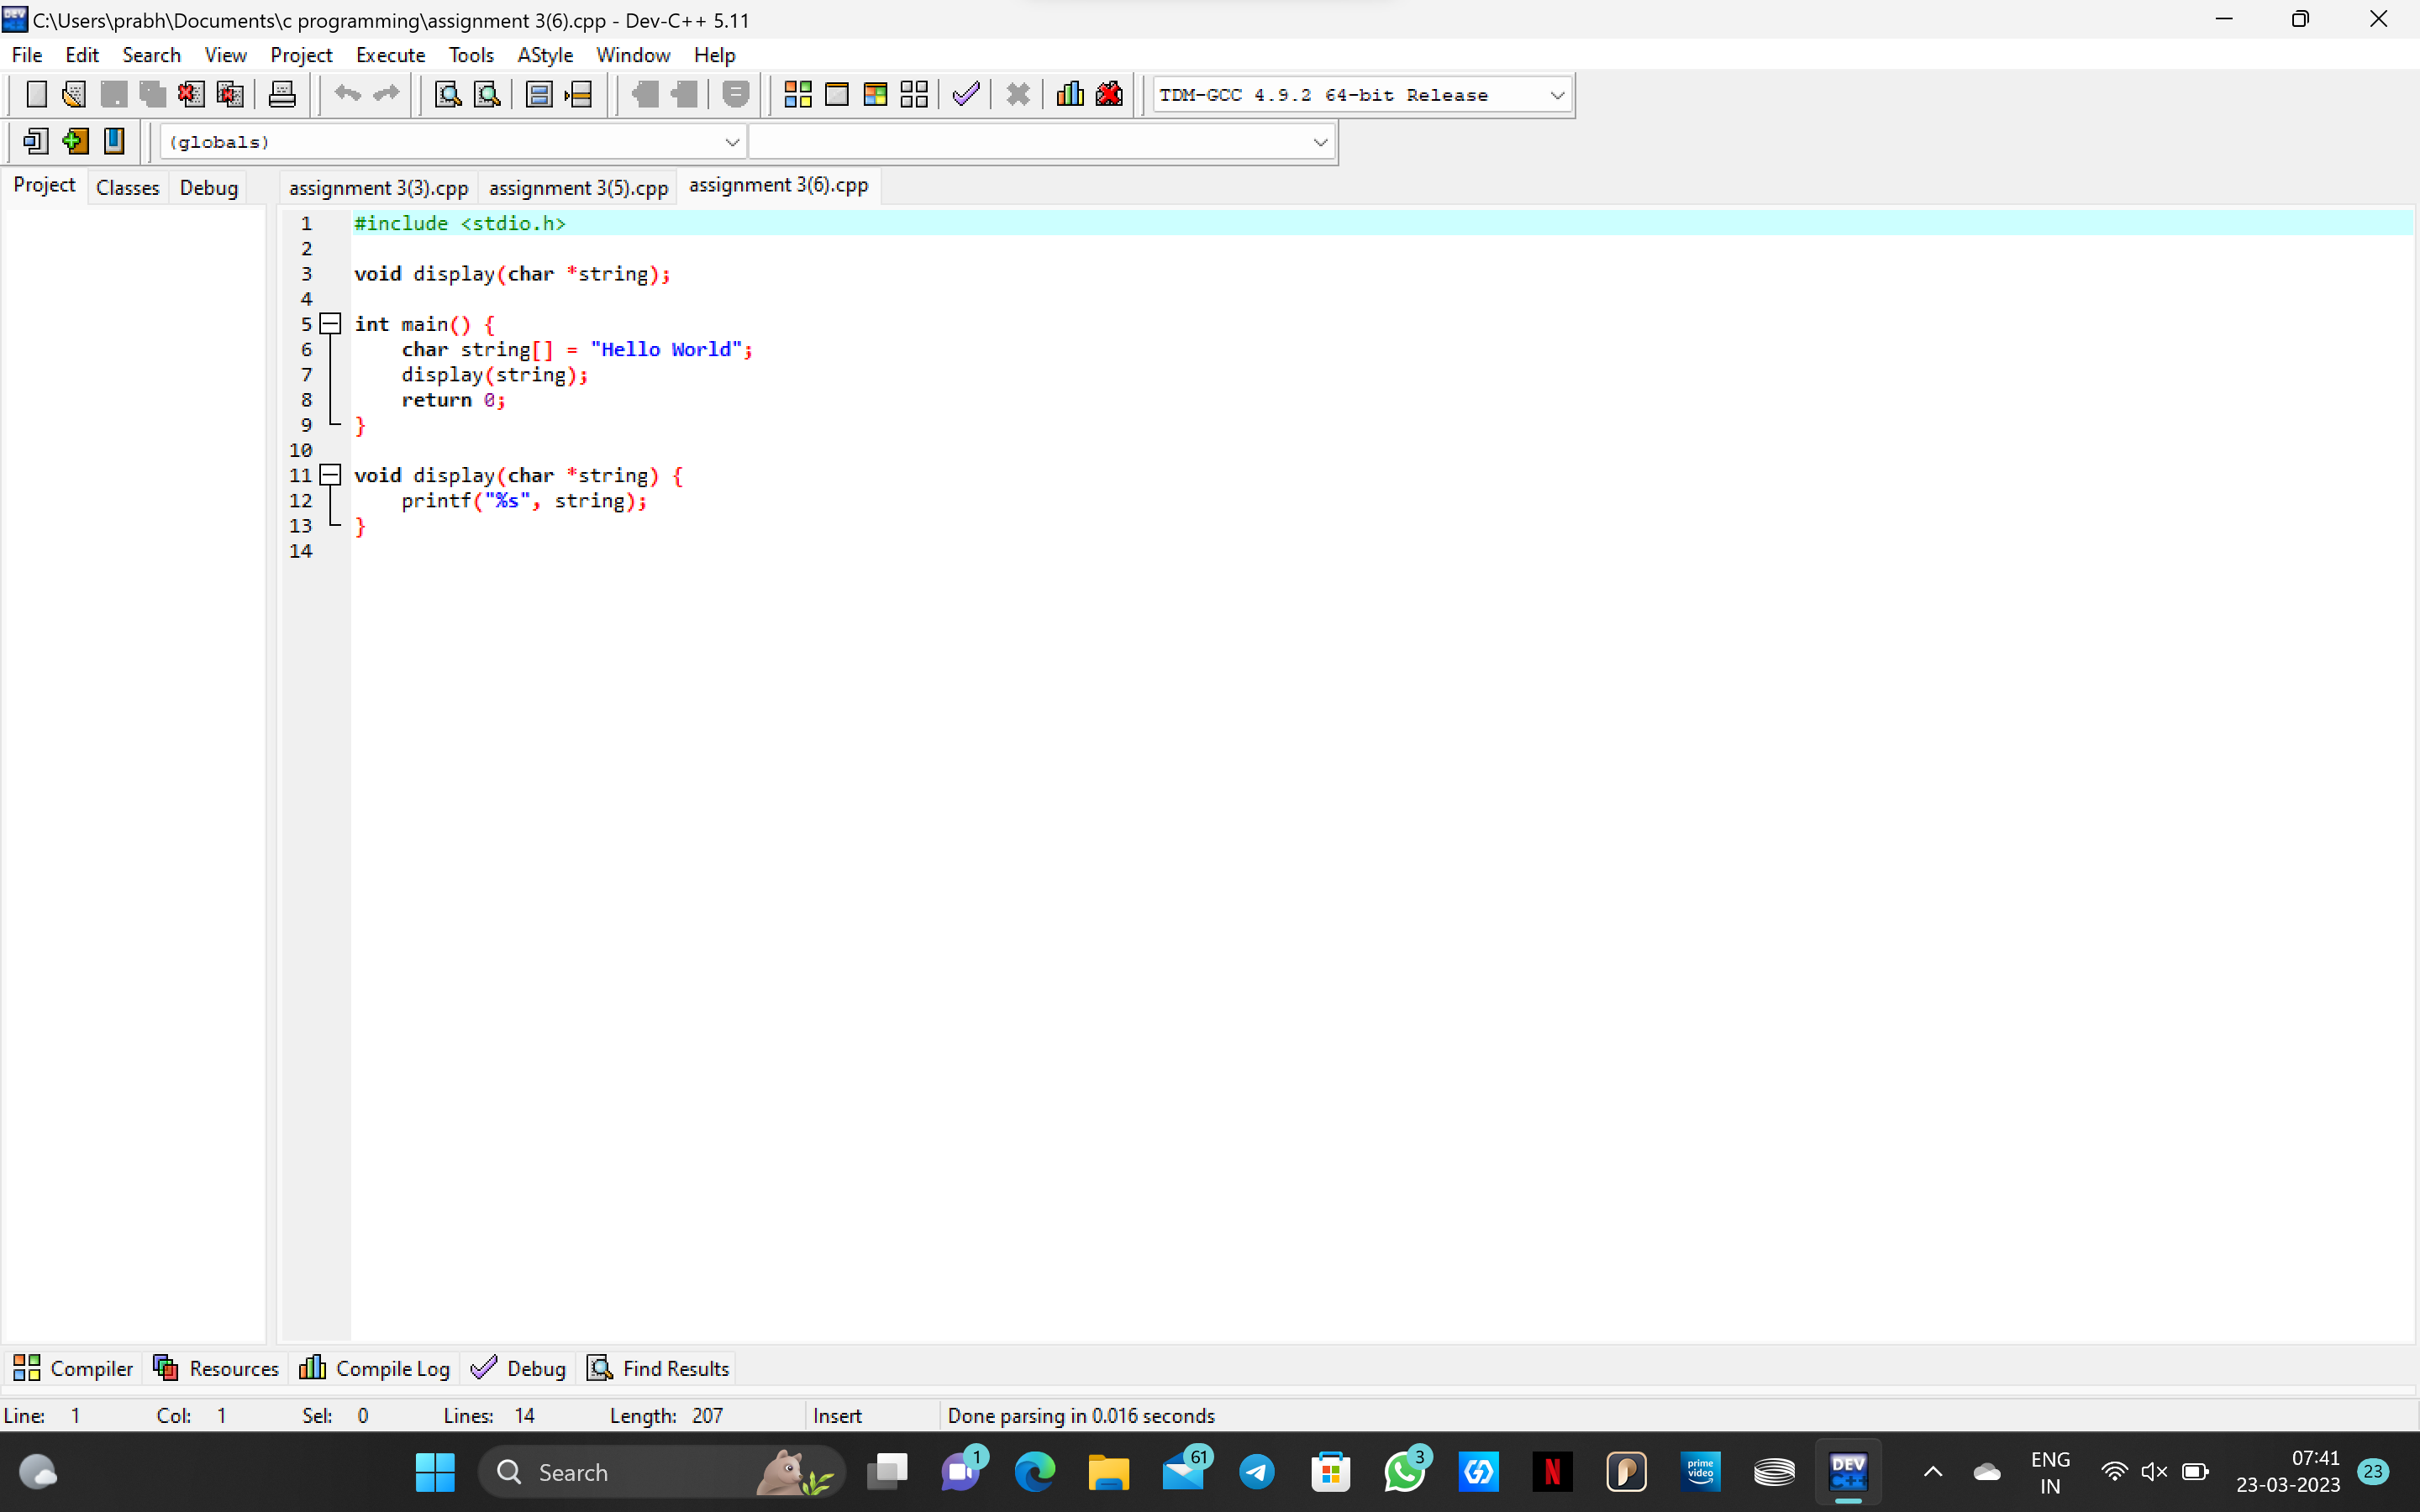 C:\Users\prabh\Documents\c programming\assignment 3(6).cpp - Dev-C++ 5.11
File Edit Search View Project Execute Tools AStyle Window Help
TDM-GCC 4.9.2 64-bit Release
(globals)
Project Classes Debug assignment 3(3).cpp assignment 3(5).cpp assignment 3(6).cpp
1 #include <stdio.h>
2
3 void display(char *string);
4
5 int main() {
6 char string[] = "Hello World";
7 display(string);
8 return 0;
9 }
10
11 void display(char *string) {
12 printf("%s", string);
13 }
14
Compiler Resources Compile Log Debug Find Results
Line: 1 Col: 1 Sel: 0 Lines: 14 Length: 207 Insert Done parsing in 0.016 seconds
Search 1 61 3 N P prime video DEV C++ ENG IN 07:41 23-03-2023 23